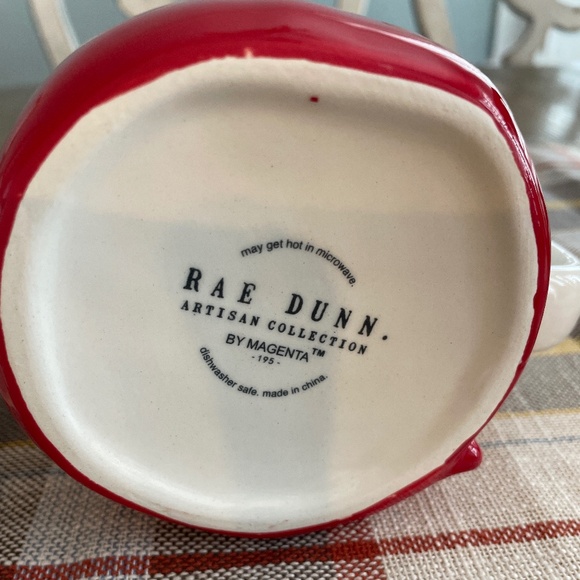 may get hot in microwave.
RAE DUNN.
ARTISAN COLLECTION
BY MAGENTA™
- 195 -
dishwasher safe. made in china.